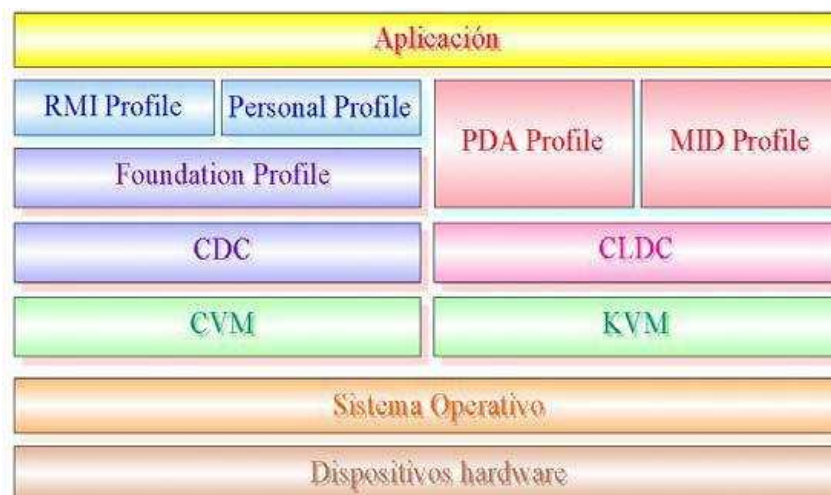 Aplicación
RMI Profile
Personal Profile
PDA Profile
MID Profile
Foundation Profile
CDC
CLDC
CVM
KVM
Sistema Operativo
Dispositivos hardware